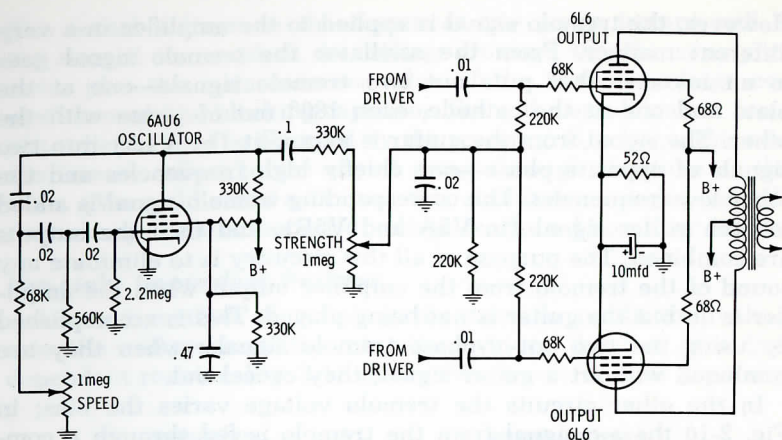 6L6
OUTPUT
FROM
DRIVER
.01
68K
68Ω
6AU6
OSCILLATOR
.1
330K
220K
52Ω
.02
330K
.02
B+
.02
.02
STRENGTH
1meg
B+
220K
10mfd
B+
220K
68Ω
68K
560K
2.2meg
330K
.47
FROM
DRIVER
.01
68K
1meg
SPEED
OUTPUT
6L6